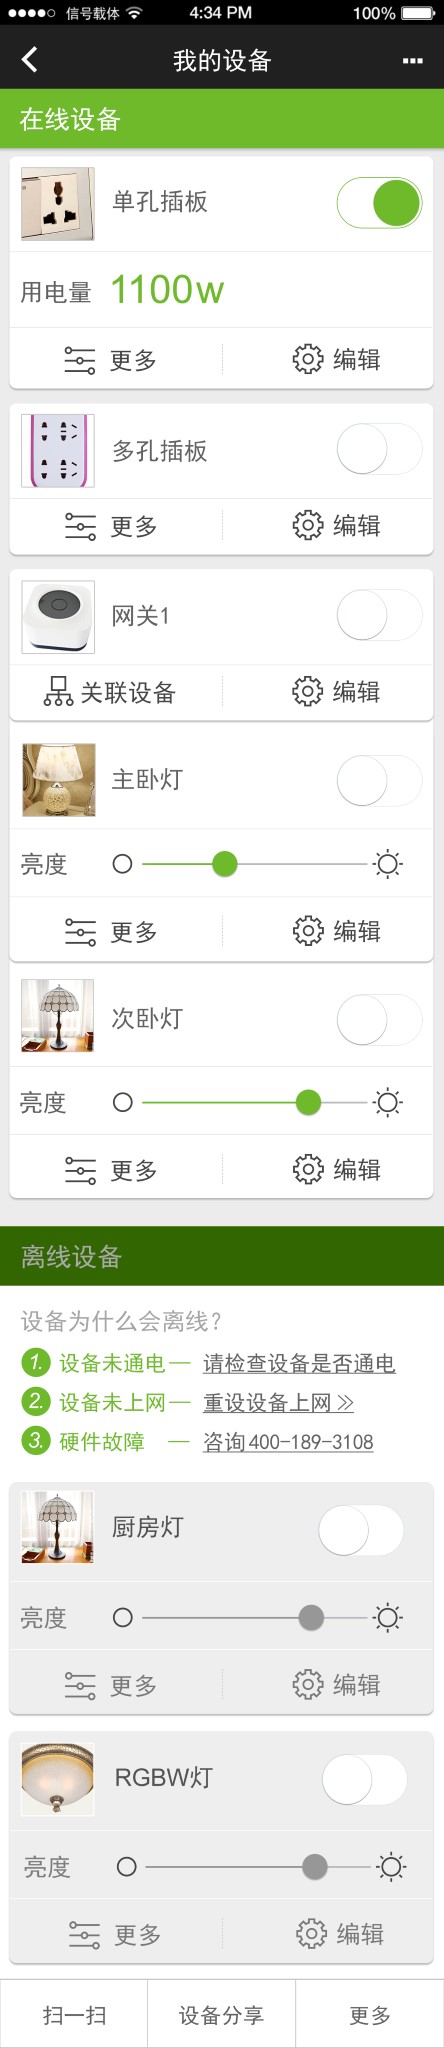 信号载体 4:34 PM 100%
我的设备
在线设备
单孔插板
用电量 1100w
更多 编辑
多孔插板
更多 编辑
网关1
关联设备 编辑
主卧灯
亮度
更多 编辑
次卧灯
亮度
更多 编辑
离线设备
设备为什么会离线?
1. 设备未通电— 请检查设备是否通电
2. 设备未上网— 重设设备上网
3. 硬件故障 — 咨询400-189-3108
厨房灯
亮度
更多 编辑
RGBW灯
亮度
更多 编辑
扫一扫 设备分享 更多